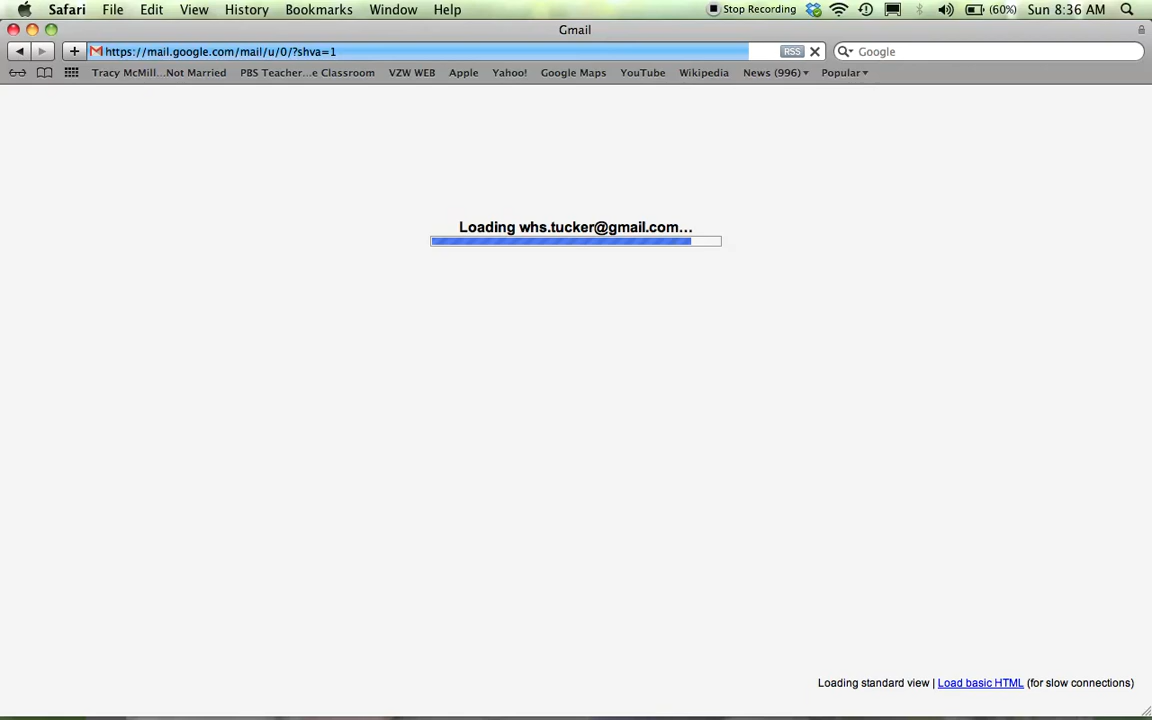 Safari File Edit View History Bookmarks Window Help Stop Recording (60%) Sun 8:36 AM
Gmail
https://mail.google.com/mail/u/0/?shva=1 RSS Google
Tracy McMill...Not Married PBS Teacher...e Classroom VZW WEB Apple Yahoo! Google Maps YouTube Wikipedia News (996) Popular
Loading whs.tucker@gmail.com...
Loading standard view | Load basic HTML (for slow connections)